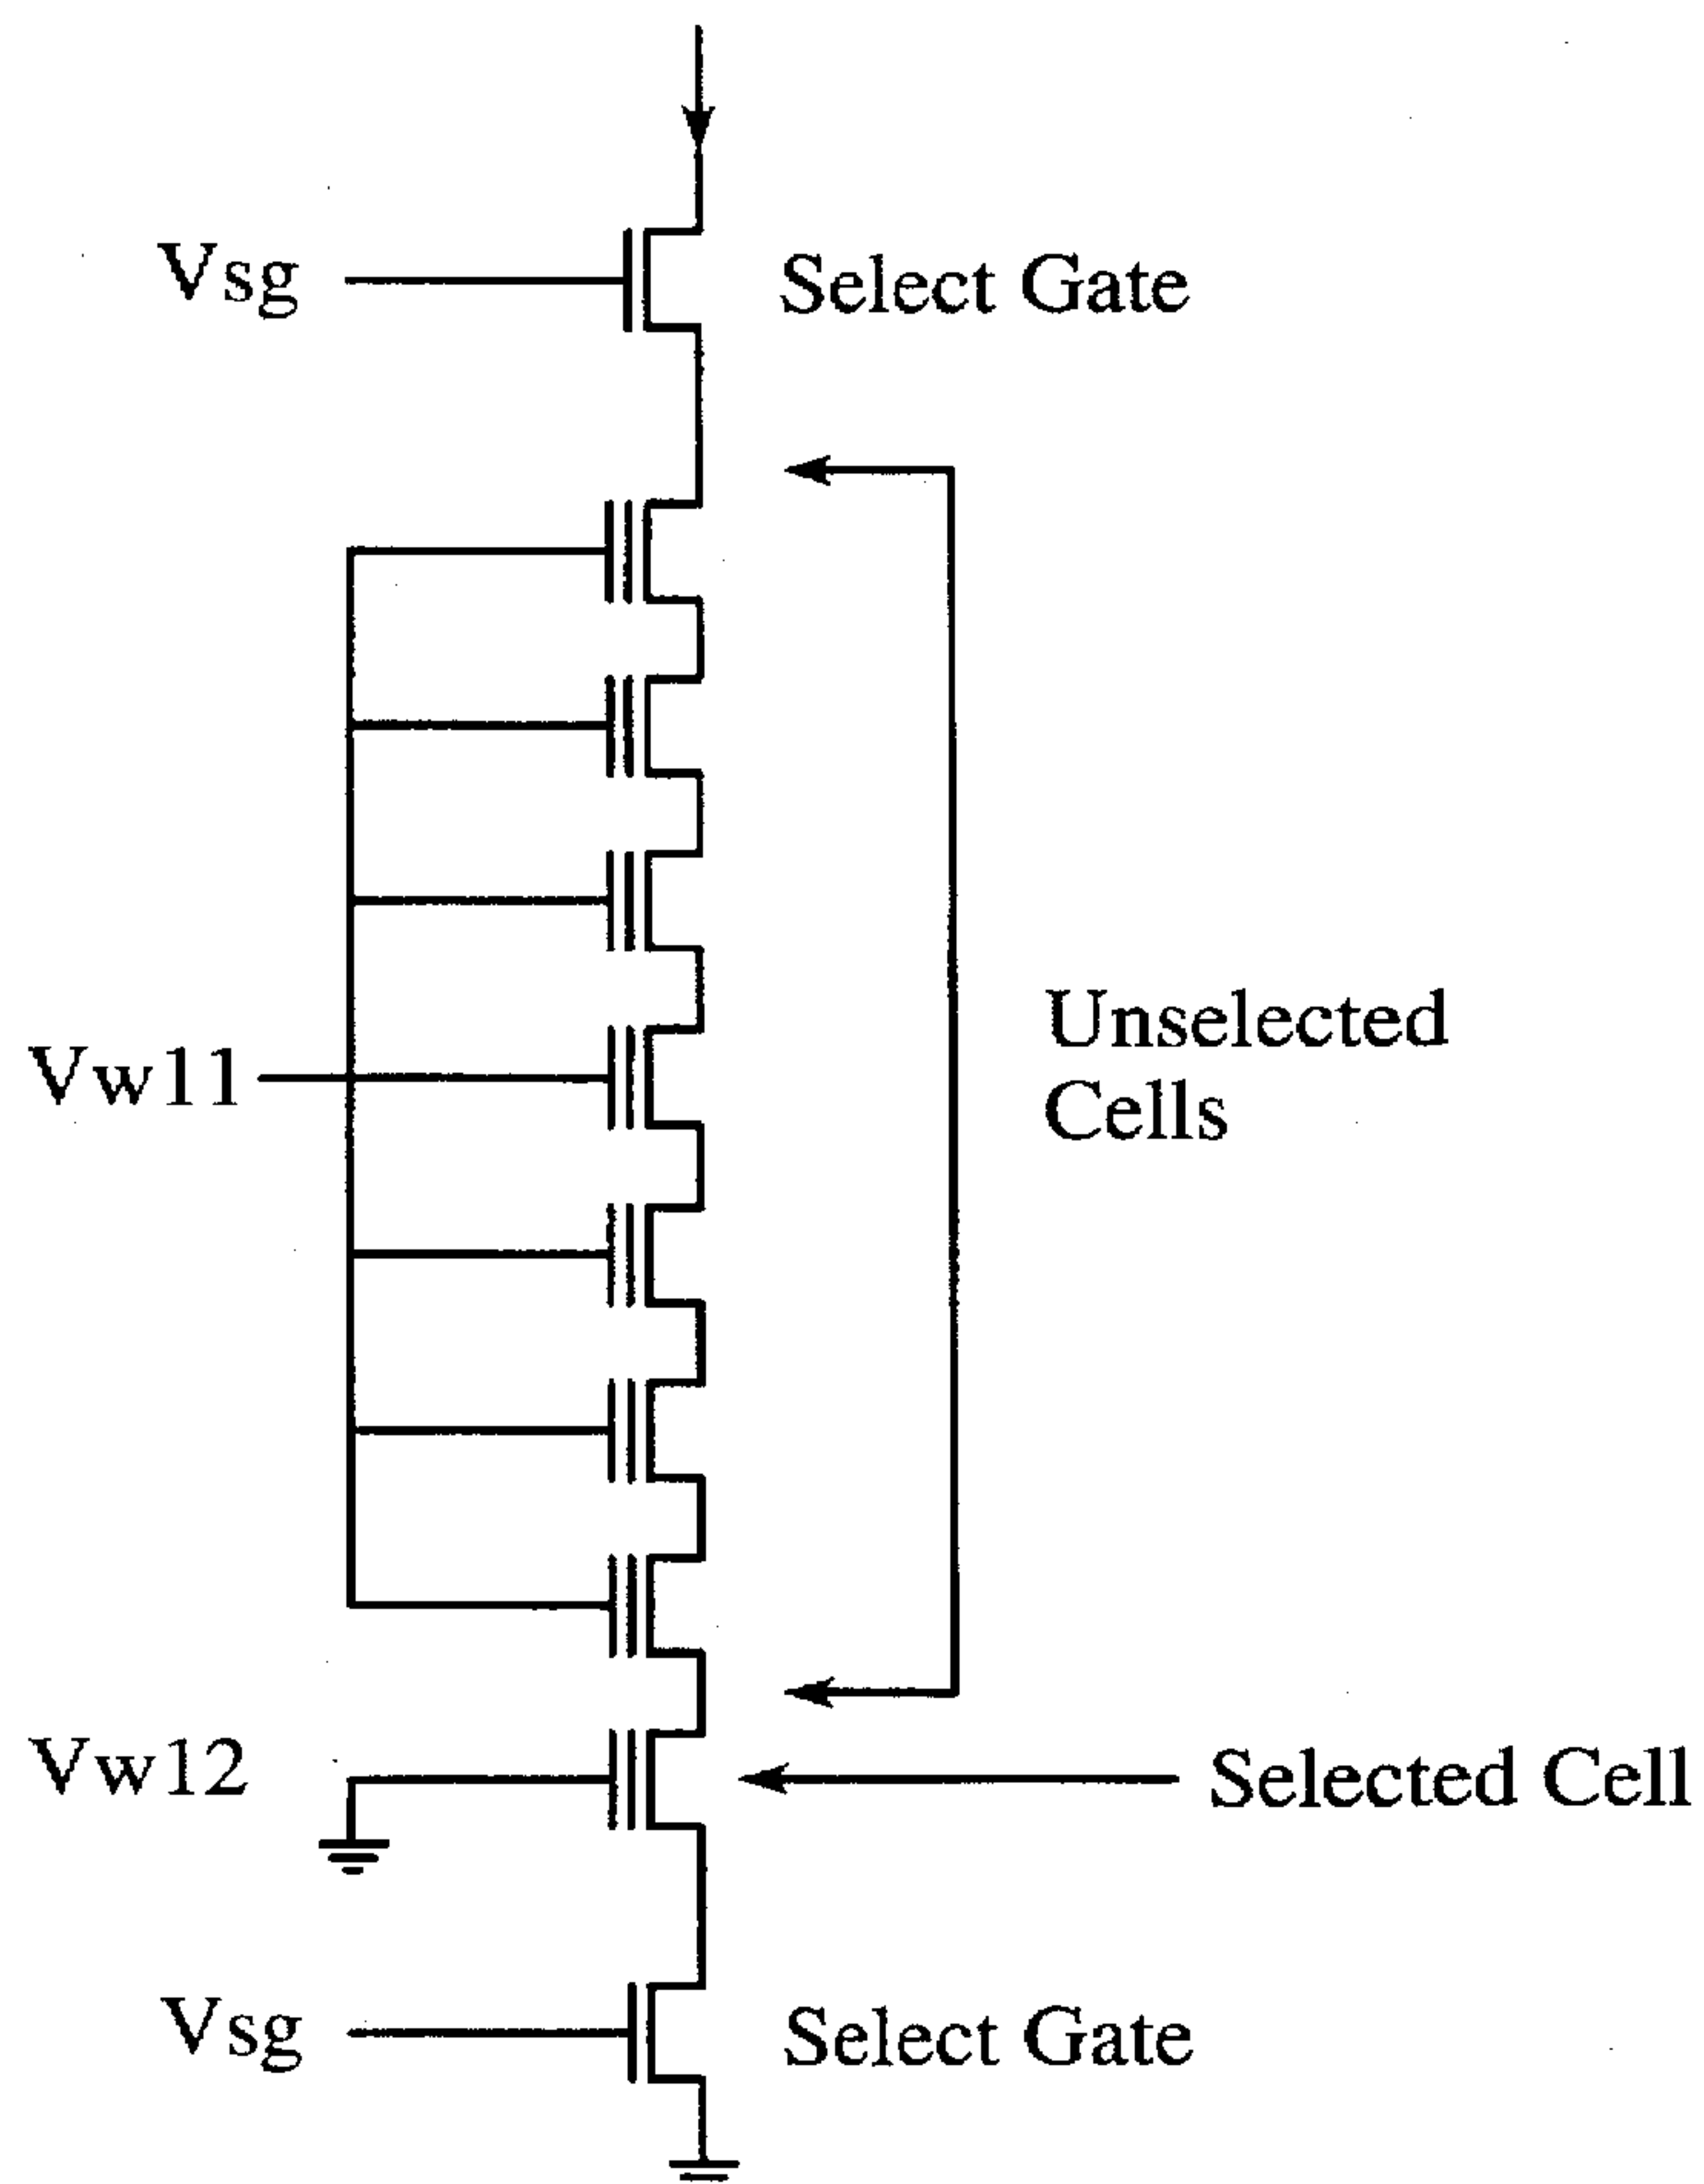 Vsg
Select Gate
Vw11
Unselected
Cells
Vw12
Selected Cell
Vsg
Select Gate